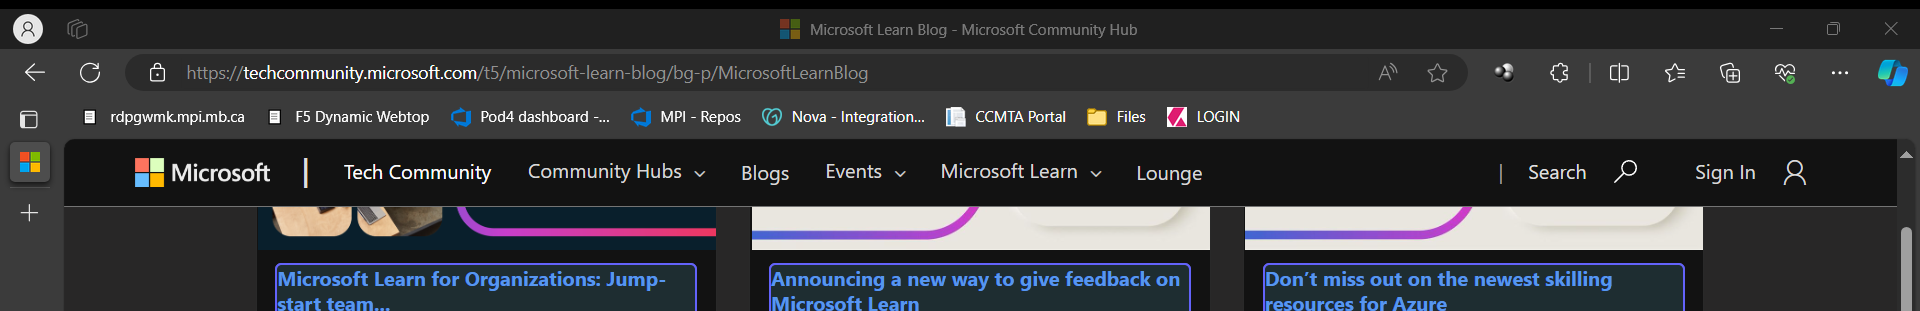 Microsoft Learn Blog - Microsoft Community Hub
https://techcommunity.microsoft.com/t5/microsoft-learn-blog/bg-p/MicrosoftLearnBlog
rdpgwmk.mpi.mb.ca F5 Dynamic Webtop Pod4 dashboard -... MPI - Repos Nova - Integration... CCMTA Portal Files LOGIN
Microsoft | Tech Community Community Hubs Blogs Events Microsoft Learn Lounge | Search Sign In
Microsoft Learn for Organizations: Jump-
start team...
Announcing a new way to give feedback on
Microsoft Learn
Don't miss out on the newest skilling
resources for Azure